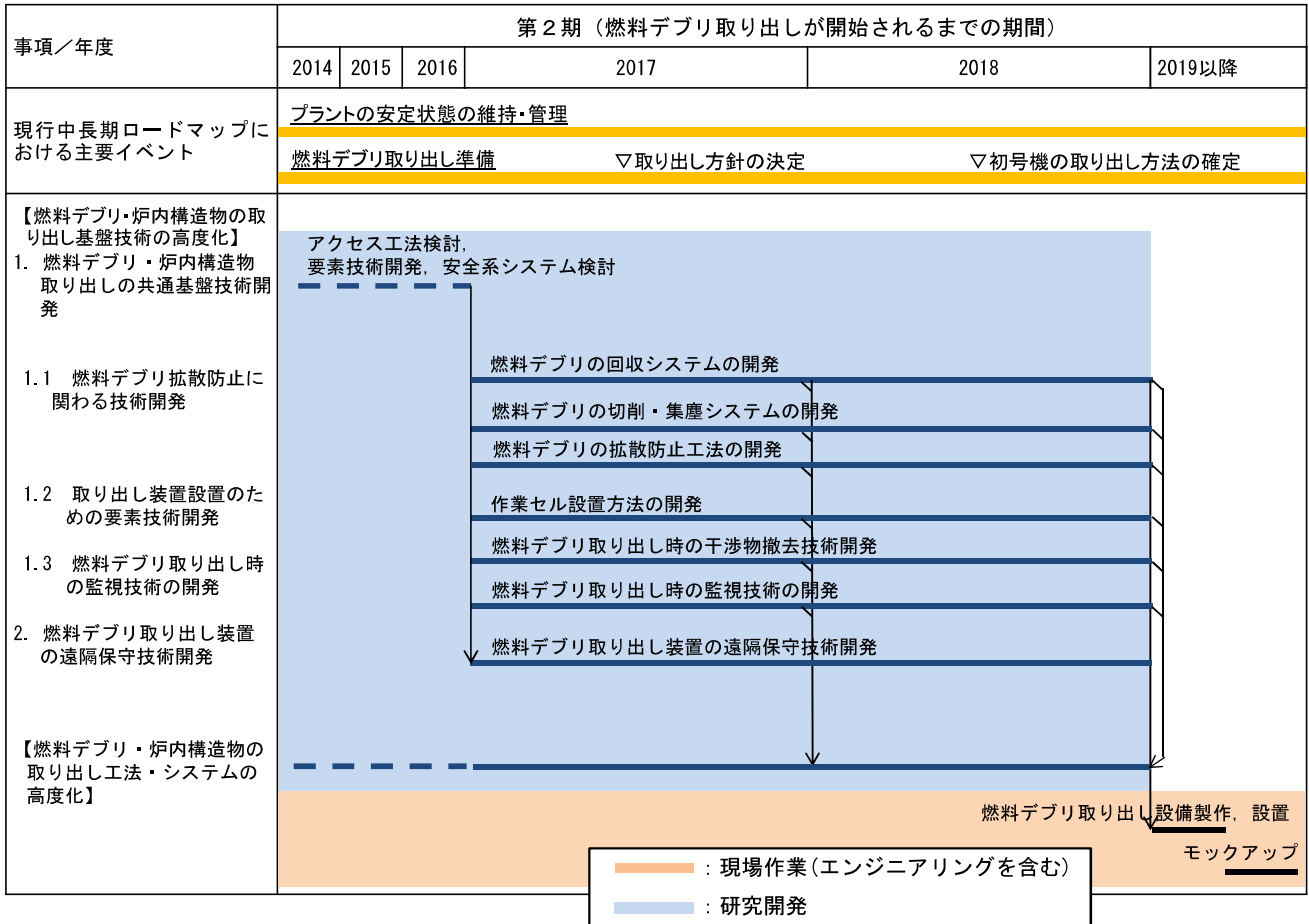 事項／年度
第２期（燃料デブリ取り出しが開始されるまでの期間）
2014
2015
2016
2017
2018
2019以降
現行中長期ロードマップに
おける主要イベント
プラントの安定状態の維持・管理
燃料デブリ取り出し準備
▽取り出し方針の決定
▽初号機の取り出し方法の確定
【燃料デブリ・炉内構造物の取
り出し基盤技術の高度化】
1. 燃料デブリ・炉内構造物
取り出しの共通基盤技術開
発
アクセス工法検討,
要素技術開発, 安全系システム検討
1.1 燃料デブリ拡散防止に
関わる技術開発
燃料デブリの回収システムの開発
燃料デブリの切削・集塵システムの開発
燃料デブリの拡散防止工法の開発
1.2 取り出し装置設置のた
めの要素技術開発
作業セル設置方法の開発
燃料デブリ取り出し時の干渉物撤去技術開発
1.3 燃料デブリ取り出し時
の監視技術の開発
燃料デブリ取り出し時の監視技術の開発
2. 燃料デブリ取り出し装置
の遠隔保守技術開発
燃料デブリ取り出し装置の遠隔保守技術開発
【燃料デブリ・炉内構造物の
取り出し工法・システムの
高度化】
燃料デブリ取り出し設備製作, 設置
モックアップ
：現場作業(エンジニアリングを含む)
：研究開発